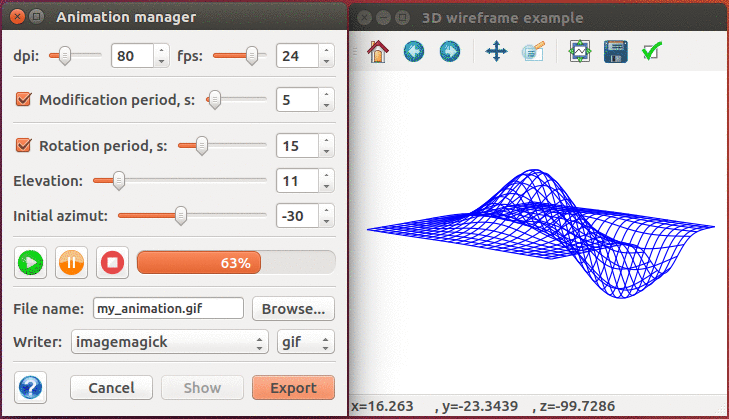 Animation manager
dpi: 80 fps: 24
Modification period, s: 5
Rotation period, s: 15
Elevation: 11
Initial azimut: -30
63%
File name: my_animation.gif Browse...
Writer: imagemagick gif
? Cancel Show Export
3D wireframe example
x=16.263 , y=-23.3439 , z=-99.7286